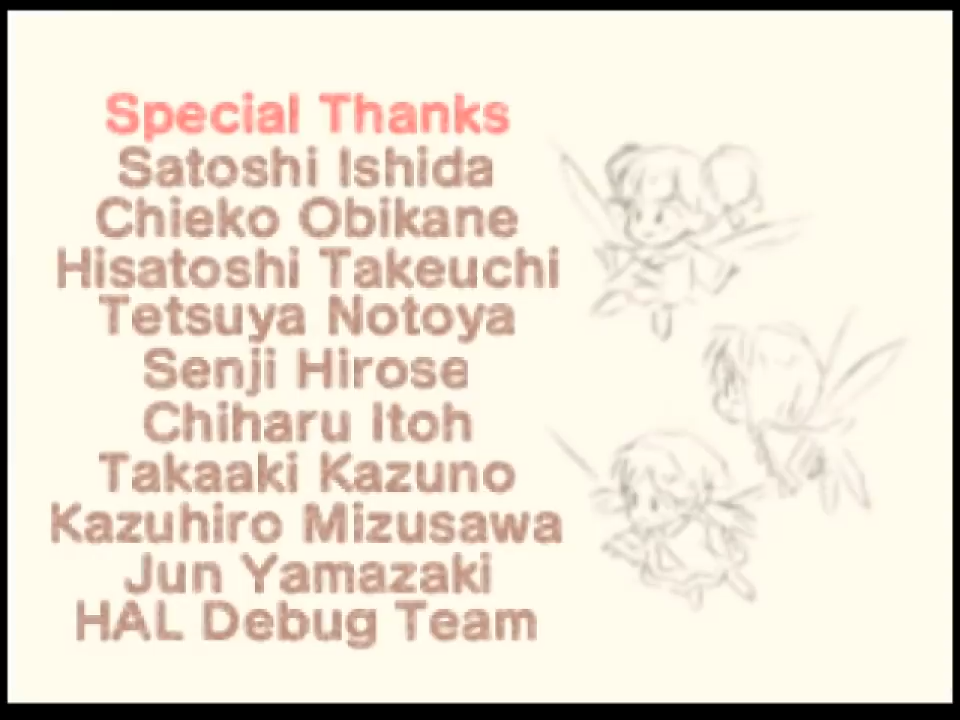 Special Thanks
Satoshi Ishida
Chieko Obikane
Hisatoshi Takeuchi
Tetsuya Notoya
Senji Hirose
Chiharu Itoh
Takaaki Kazuno
Kazuhiro Mizusawa
Jun Yamazaki
HAL Debug Team